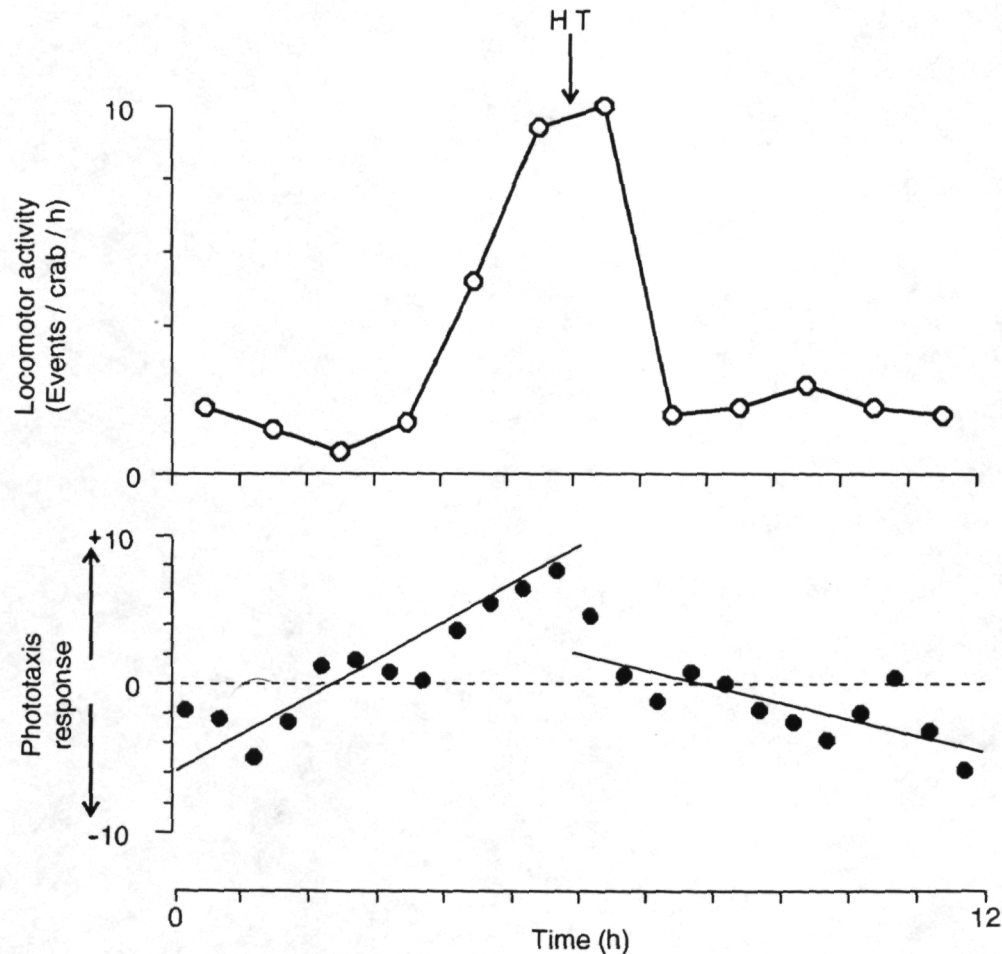 H T
10
Locomotor activity
(Events / crab / h)
0
+10
Phototaxis
response
0
-10
0
12
Time (h)